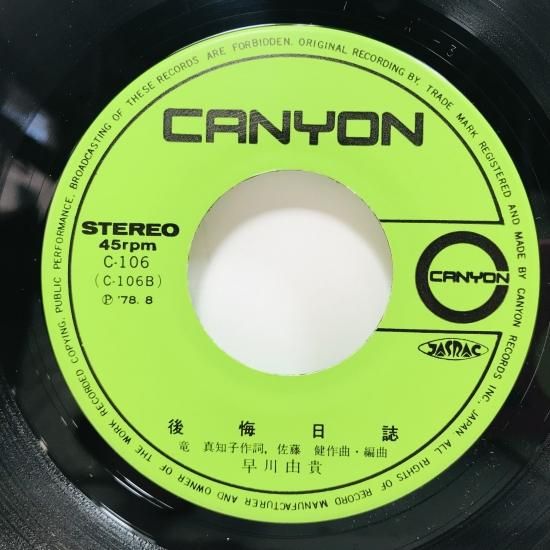 CANYON
STEREO
45rpm
C-106
(C-106B)
Ⓟ '78. 8
CANYON
JASRAC
後悔日誌
竜 真知子作詞, 佐藤 健作曲・編曲
早川由貴
BROADCASTING OF THESE RECORDS ARE FORBIDDEN. ORIGINAL RECORDING BY, TRADE MARK REGISTERED AND MADE BY CANYON RECORDS INC, JAPAN ALL RIGHTS OF RECORD MANUFACTURER AND OWNER OF THE WORK RECORDED COPYING, PUBLIC PERFORMANCE,